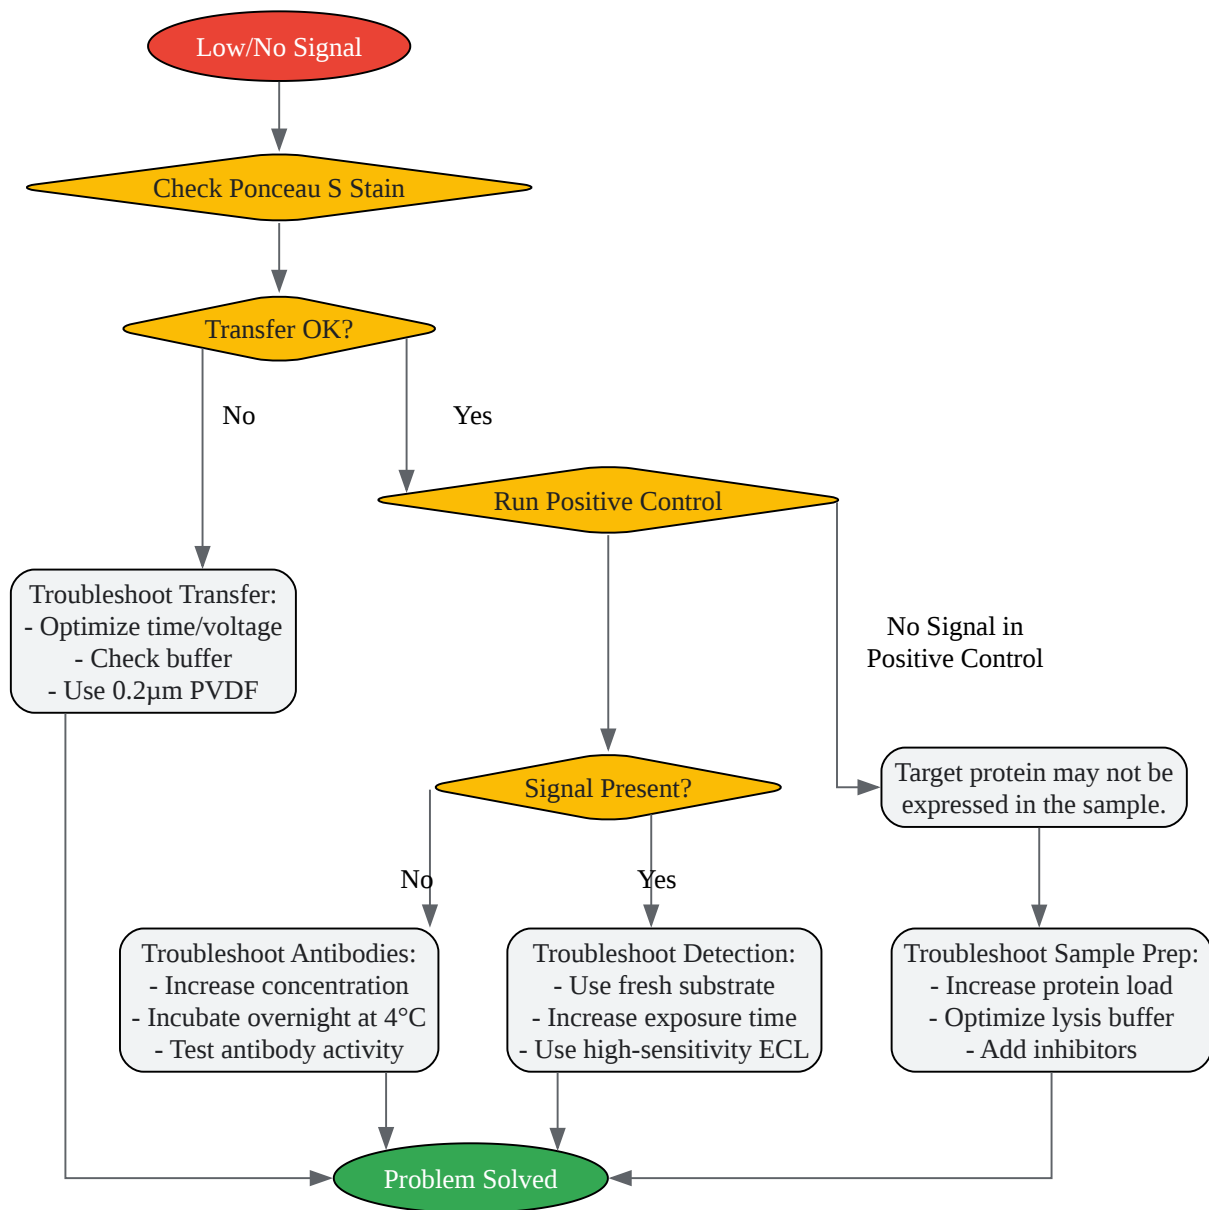 Low/No Signal
Check Ponceau S Stain
Transfer OK?
No
Yes
Run Positive Control
Troubleshoot Transfer:
- Optimize time/voltage
- Check buffer
- Use 0.2µm PVDF
No Signal in
Positive Control
Signal Present?
Target protein may not be
expressed in the sample.
No
Yes
Troubleshoot Antibodies:
- Increase concentration
- Incubate overnight at 4°C
- Test antibody activity
Troubleshoot Detection:
- Use fresh substrate
- Increase exposure time
- Use high-sensitivity ECL
Troubleshoot Sample Prep:
- Increase protein load
- Optimize lysis buffer
- Add inhibitors
Problem Solved